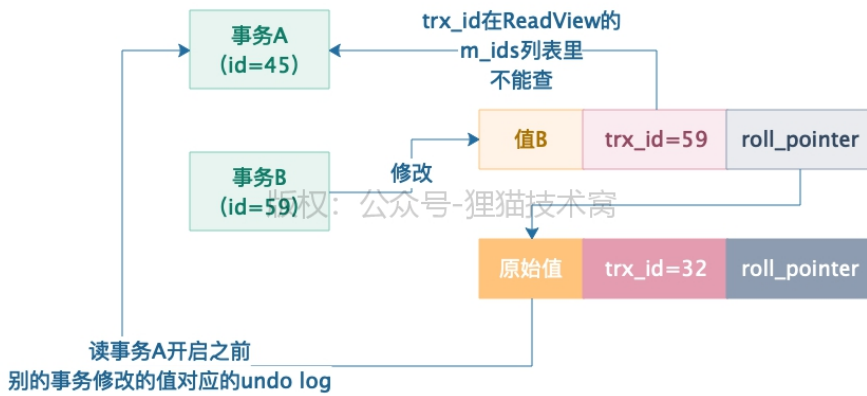 事务A
(id=45)
trx_id在ReadView的
m_ids列表里
不能查
值B
trx_id=59
roll_pointer
修改
事务B
(id=59)
版权：公众号-狸猫技术窝
原始值
trx_id=32
roll_pointer
读事务A开启之前
别的事务修改的值对应的undo log